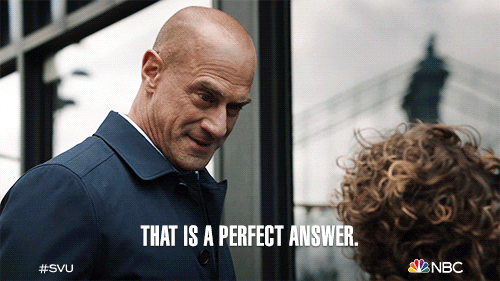 THAT IS A PERFECT ANSWER.
#SVU
NBC